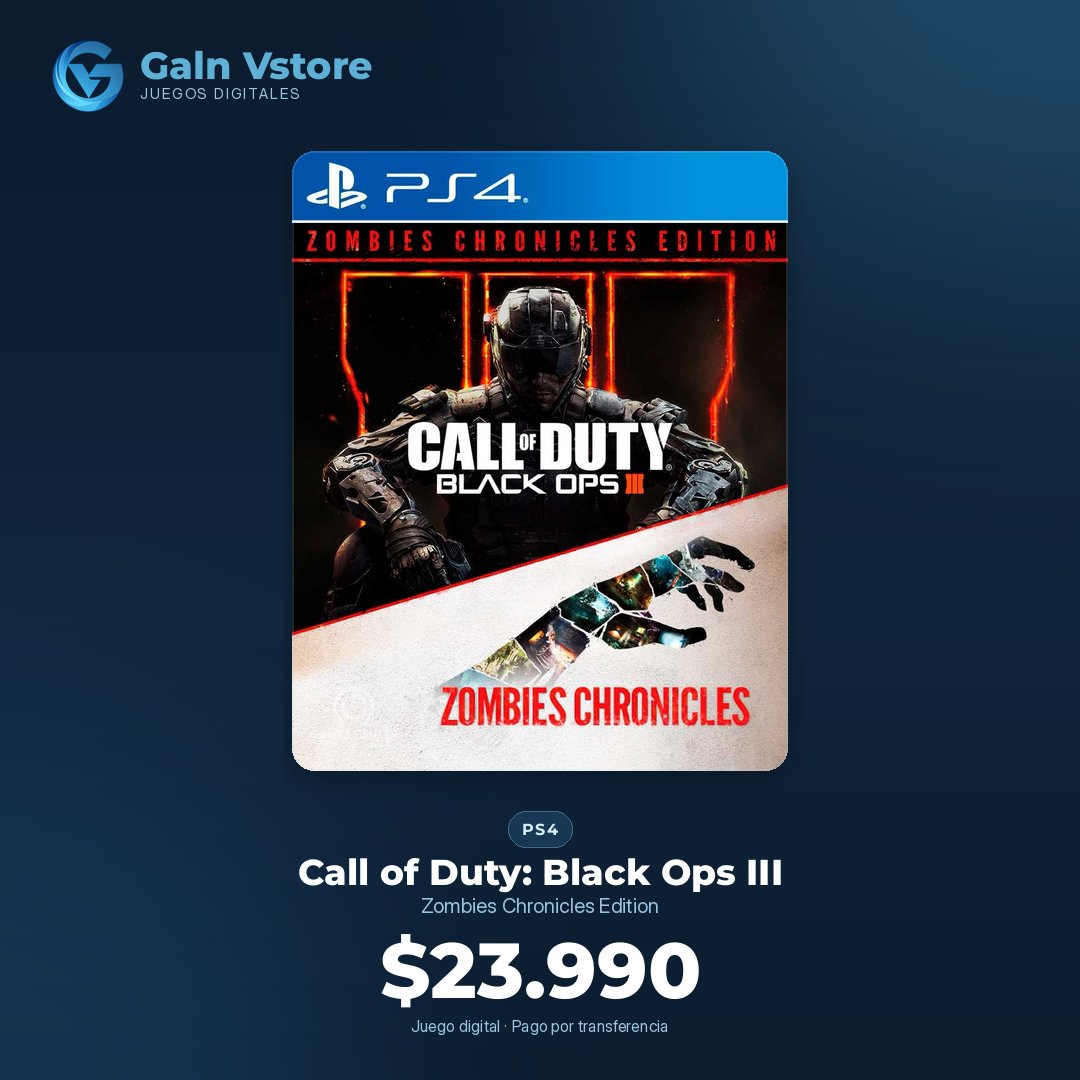 GaIn Vstore
JUEGOS DIGITALES
PS4
ZOMBIES CHRONICLES EDITION
CALL OF DUTY
BLACK OPS III
ZOMBIES CHRONICLES
PS4
Call of Duty: Black Ops III
Zombies Chronicles Edition
$23.990
Juego digital · Pago por transferencia